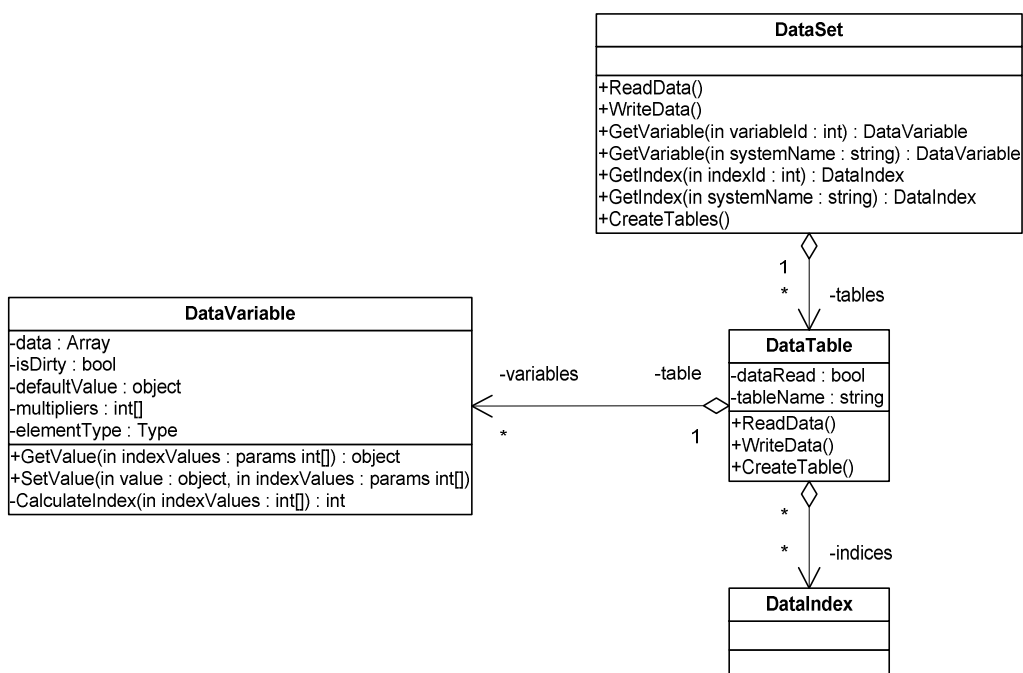 DataSet
+ReadData()
+WriteData()
+GetVariable(in variableId : int) : DataVariable
+GetVariable(in systemName : string) : DataVariable
+GetIndex(in indexId : int) : DataIndex
+GetIndex(in systemName : string) : DataIndex
+CreateTables()
1
*
-tables
DataVariable
-data : Array
-isDirty : bool
-defaultValue : object
-multipliers : int[]
-elementType : Type
+GetValue(in indexValues : params int[]) : object
+SetValue(in value : object, in indexValues : params int[])
-CalculateIndex(in indexValues : int[]) : int
-variables
*
-table
1
DataTable
-dataRead : bool
-tableName : string
+ReadData()
+WriteData()
+CreateTable()
*
*
-indices
DataIndex